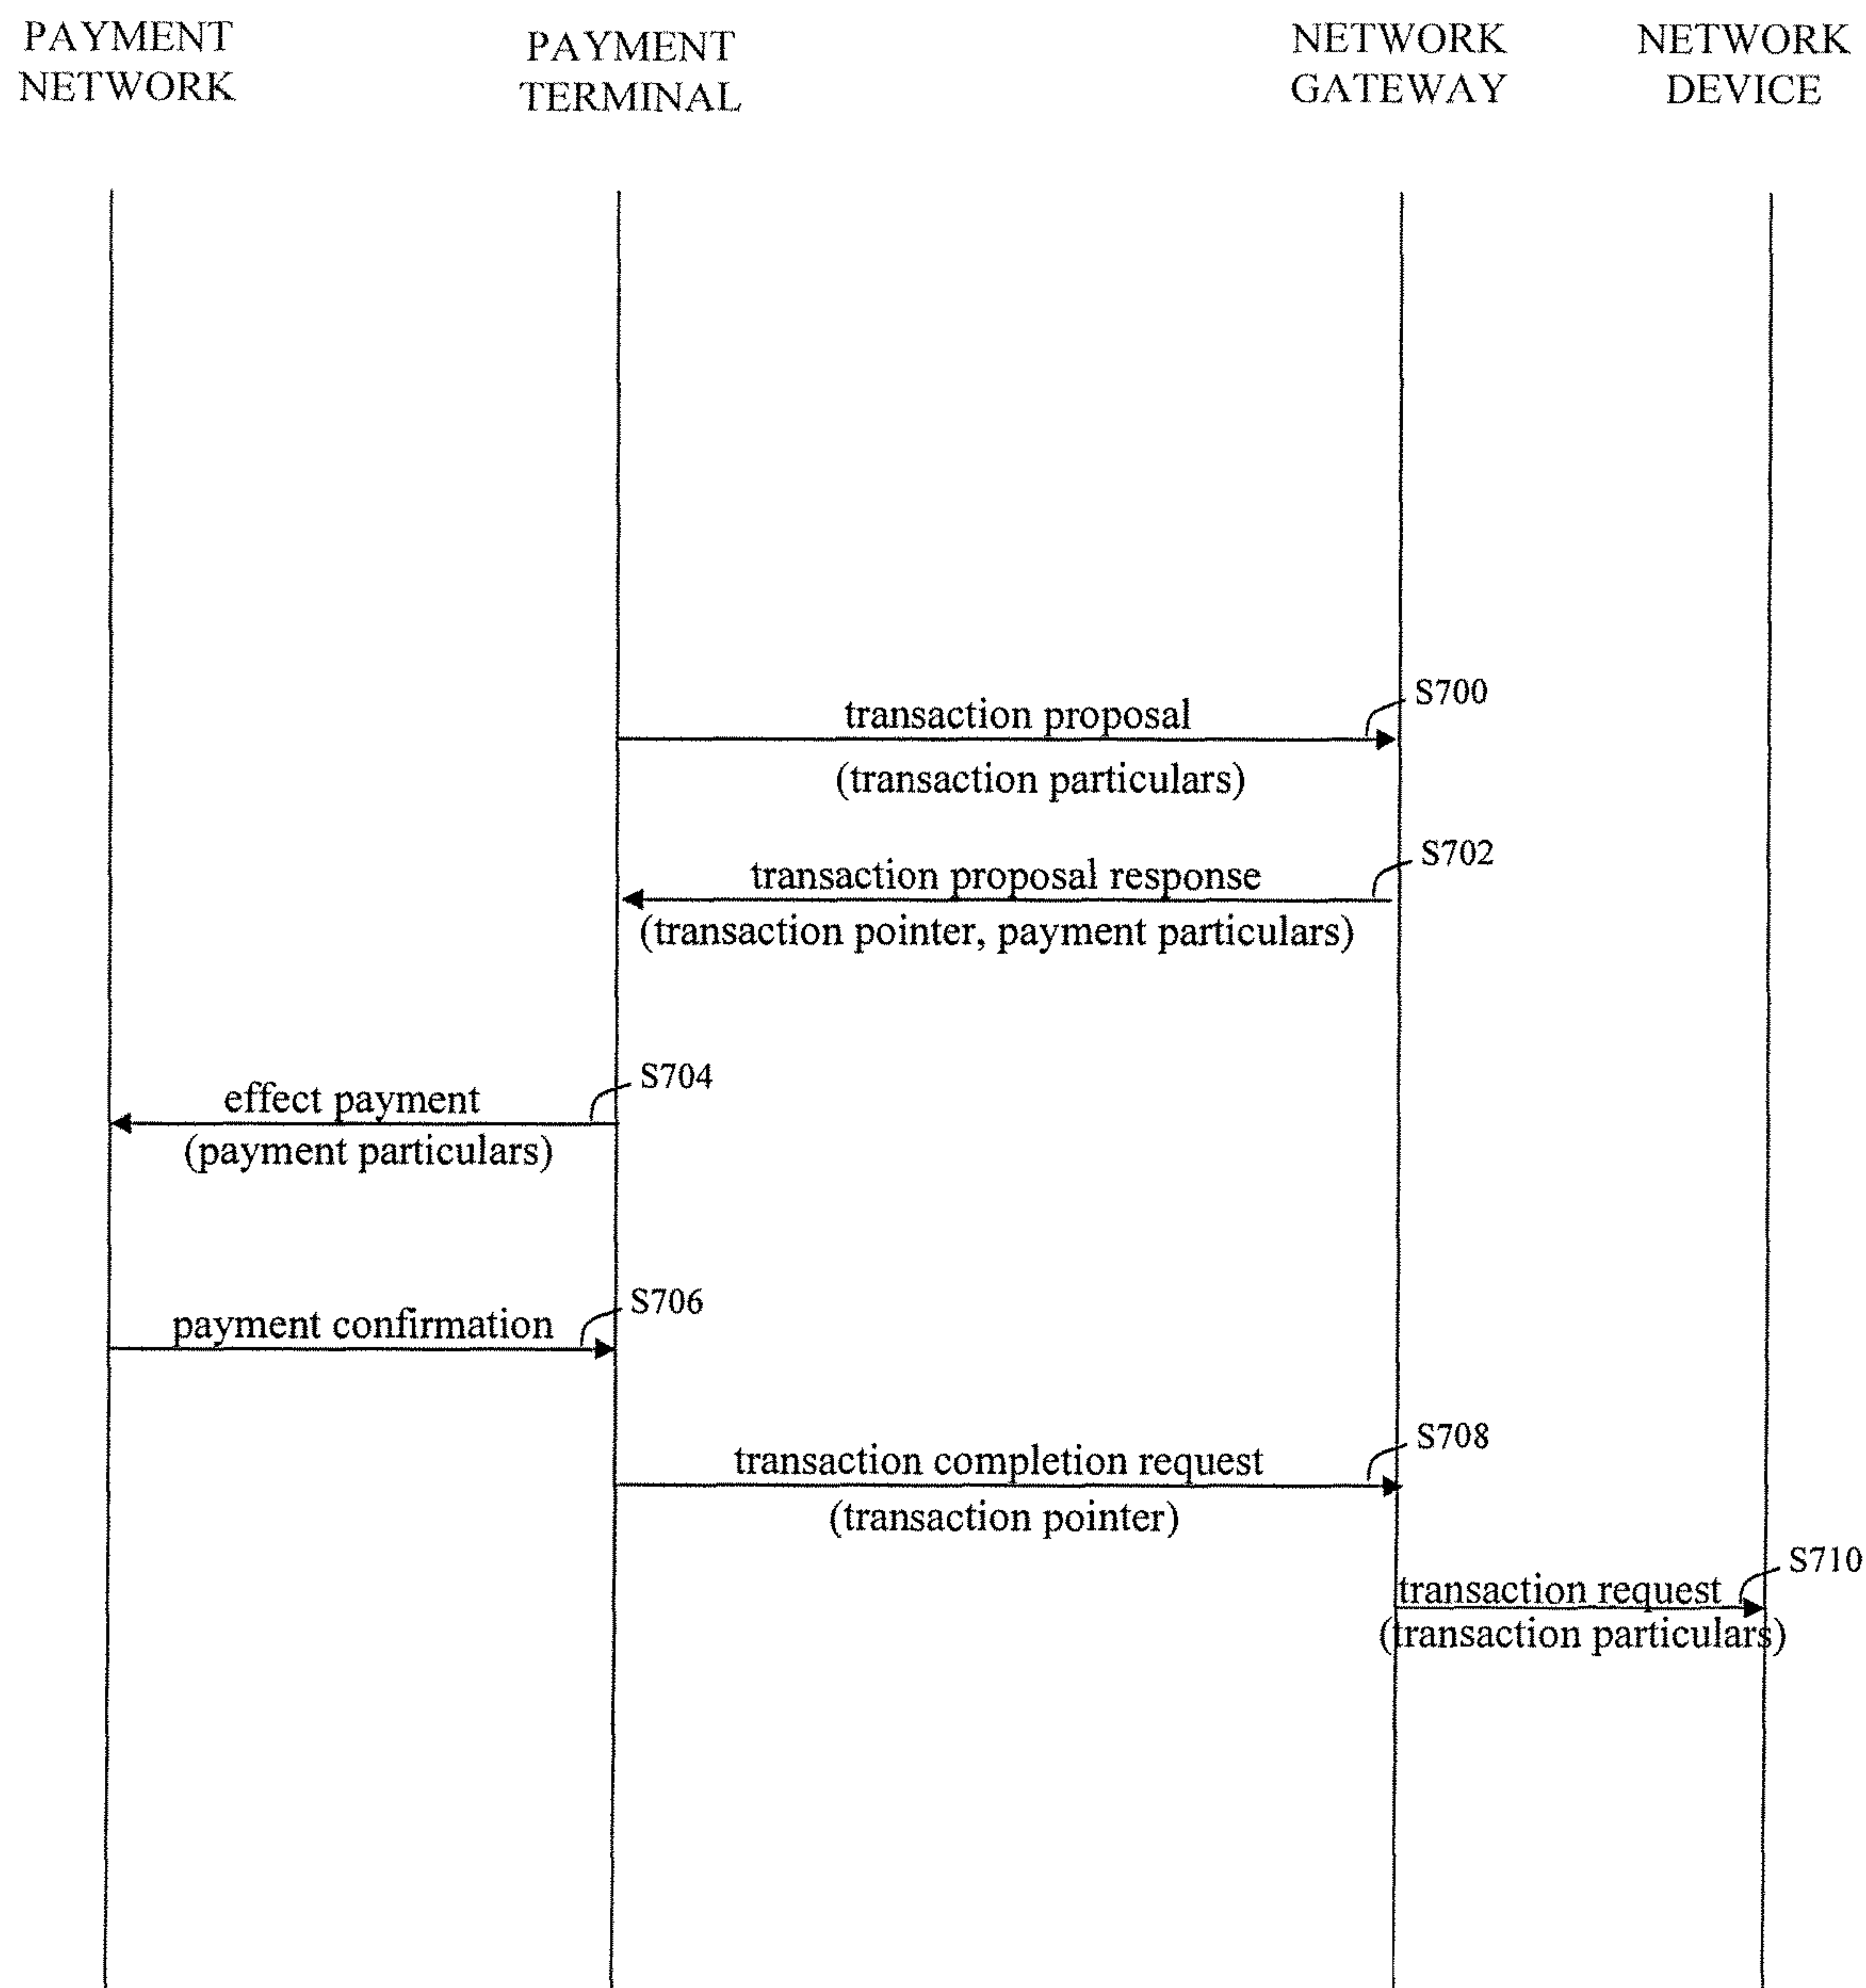 PAYMENT
NETWORK
PAYMENT
TERMINAL
NETWORK
GATEWAY
NETWORK
DEVICE
S700
transaction proposal
(transaction particulars)
S702
transaction proposal response
(transaction pointer, payment particulars)
S704
effect payment
(payment particulars)
S706
payment confirmation
S708
transaction completion request
(transaction pointer)
S710
transaction request
(transaction particulars)